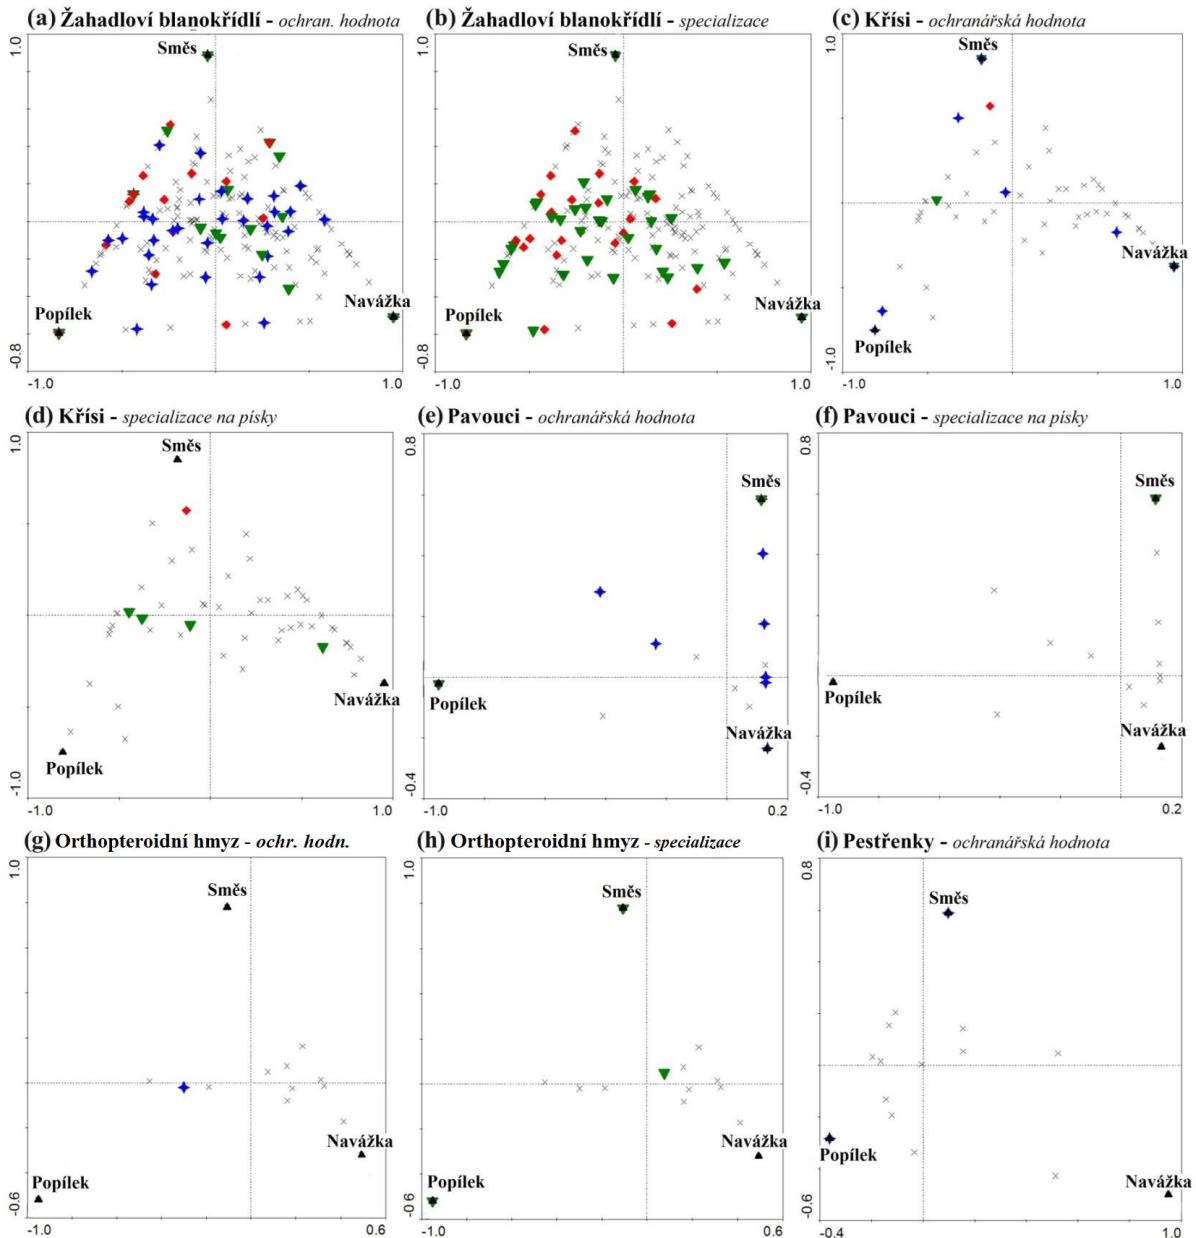 (a) Žahadloví blanokřídlí - ochran. hodnota
1.0
Směs
Popílek
Navážka
-0.8
-1.0
1.0
(b) Žahadloví blanokřídlí - specializace
1.0
Směs
Popílek
Navážka
-0.8
-1.0
1.0
(c) Křísi - ochranářská hodnota
1.0
Směs
Navážka
Popílek
-1.0
-1.0
1.0
(d) Křísi - specializace na písky
1.0
Směs
Navážka
Popílek
-1.0
-1.0
1.0
(e) Pavouci - ochranářská hodnota
0.8
Směs
Popílek
Navážka
-0.4
-1.0
0.2
(f) Pavouci - specializace na písky
0.8
Směs
Popílek
Navážka
-0.4
-1.0
0.2
(g) Orthopteroidní hmyz - ochr. hodn.
1.0
Směs
Navážka
Popílek
-0.6
-1.0
0.6
(h) Orthopteroidní hmyz - specializace
1.0
Směs
Navážka
Popílek
-0.6
-1.0
0.6
(i) Pestřenky - ochranářská hodnota
0.8
Směs
Popílek
Navážka
-0.6
-0.4
1.0